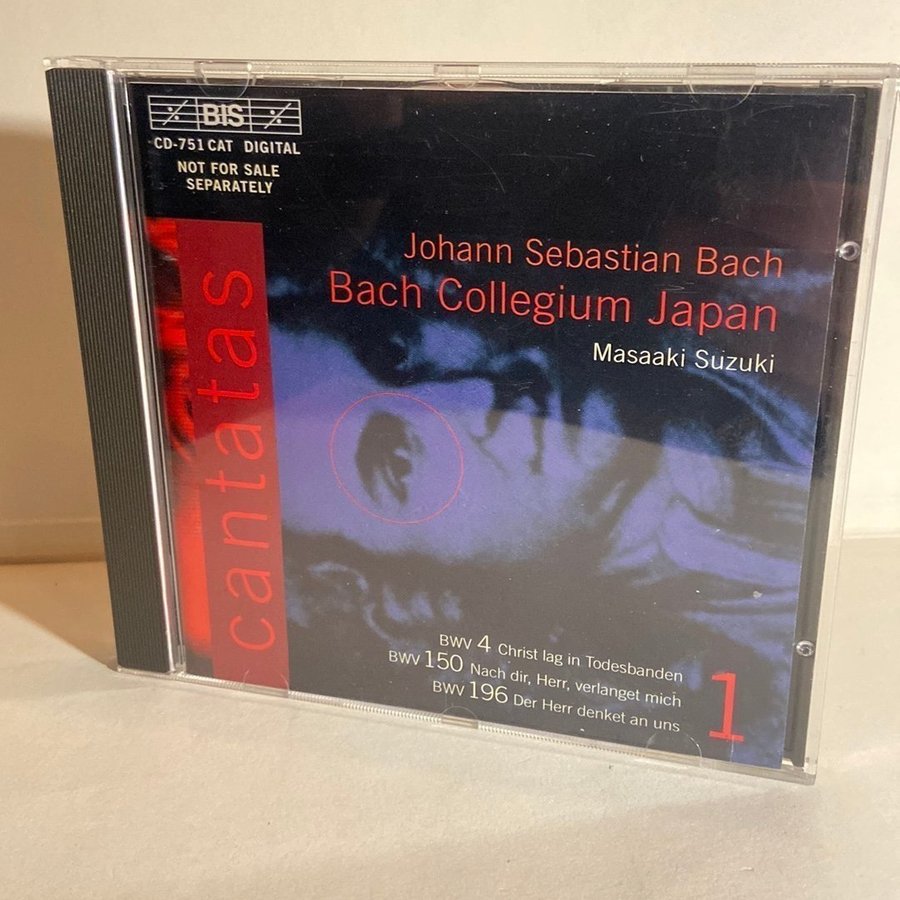 BIS
CD-751 CAT DIGITAL
NOT FOR SALE
SEPARATELY
cantatas
Johann Sebastian Bach
Bach Collegium Japan
Masaaki Suzuki
BWV 4 Christ lag in Todesbanden
BWV 150 Nach dir, Herr, verlanget mich
BWV 196 Der Herr denket an uns
1